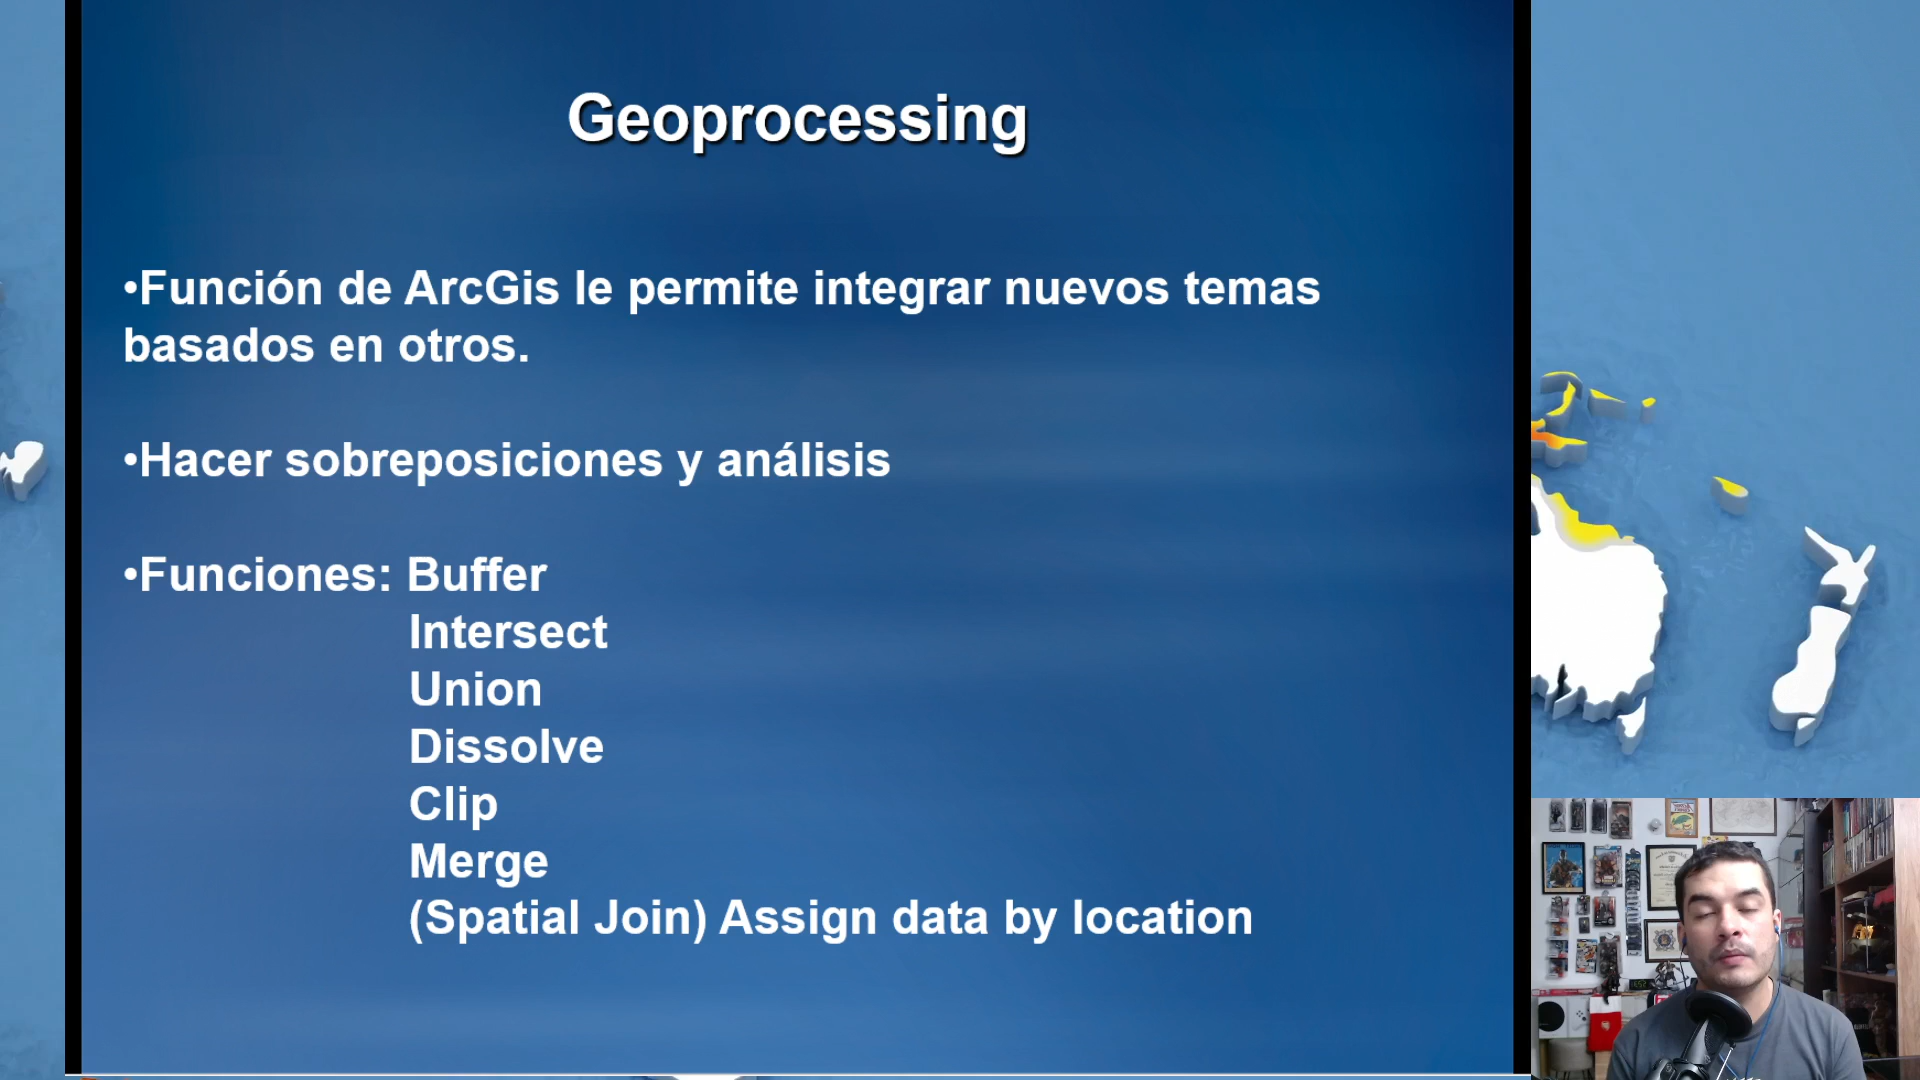 Geoprocessing
•Función de ArcGis le permite integrar nuevos temas
basados en otros.
•Hacer sobreposiciones y análisis
•Funciones: Buffer
Intersect
Union
Dissolve
Clip
Merge
(Spatial Join) Assign data by location